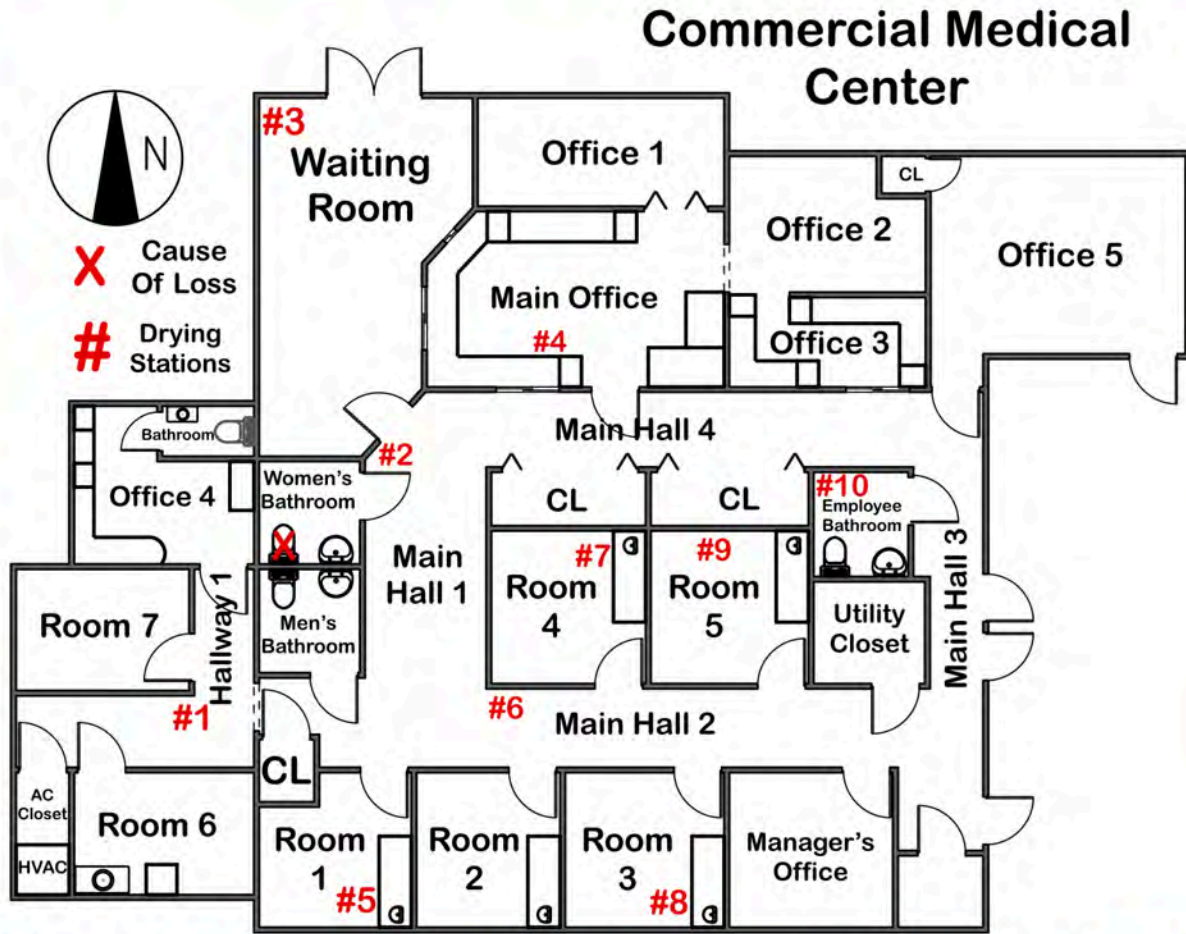 Commercial Medical
Center
N
X
Cause
Of Loss
#
Drying
Stations
#3
Waiting
Room
Office 1
CL
Office 2
Office 5
Main Office
#4
Office 3
Main Hall 4
#2
Bathroom
Office 4
Women's
Bathroom
X
CL
CL
#10
Employee
Bathroom
Main
Hall 1
#7
Room
4
#9
Room
5
Utility
Closet
Main Hall 3
Room 7
Hallway 1
Men's
Bathroom
#1
#6
Main Hall 2
CL
AC
Closet
HVAC
Room 6
Room
1
#5
Room
2
Room
3
#8
Manager's
Office